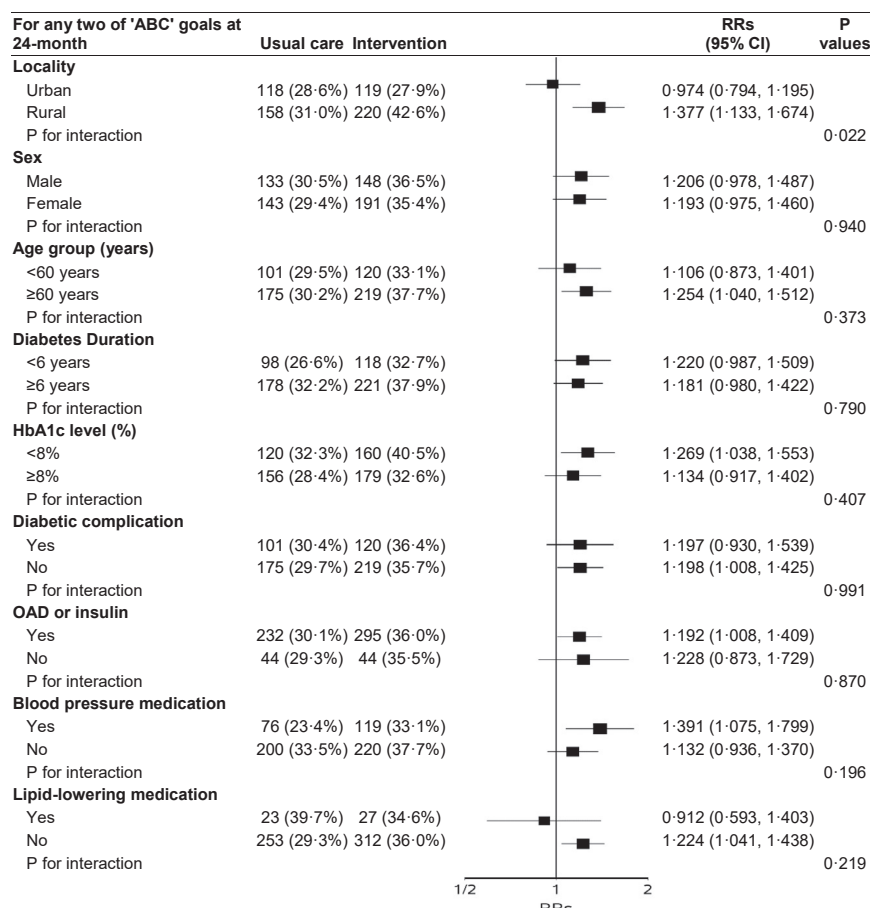 For any two of 'ABC' goals at 24-month Usual care Intervention RRs (95% CI) P values
Locality
Urban 118 (28·6%) 119 (27·9%) 0·974 (0·794, 1·195)
Rural 158 (31·0%) 220 (42·6%) 1·377 (1·133, 1·674)
P for interaction 0·022
Sex
Male 133 (30·5%) 148 (36·5%) 1·206 (0·978, 1·487)
Female 143 (29·4%) 191 (35·4%) 1·193 (0·975, 1·460)
P for interaction 0·940
Age group (years)
<60 years 101 (29·5%) 120 (33·1%) 1·106 (0·873, 1·401)
≥60 years 175 (30·2%) 219 (37·7%) 1·254 (1·040, 1·512)
P for interaction 0·373
Diabetes Duration
<6 years 98 (26·6%) 118 (32·7%) 1·220 (0·987, 1·509)
≥6 years 178 (32·2%) 221 (37·9%) 1·181 (0·980, 1·422)
P for interaction 0·790
HbA1c level (%)
<8% 120 (32·3%) 160 (40·5%) 1·269 (1·038, 1·553)
≥8% 156 (28·4%) 179 (32·6%) 1·134 (0·917, 1·402)
P for interaction 0·407
Diabetic complication
Yes 101 (30·4%) 120 (36·4%) 1·197 (0·930, 1·539)
No 175 (29·7%) 219 (35·7%) 1·198 (1·008, 1·425)
P for interaction 0·991
OAD or insulin
Yes 232 (30·1%) 295 (36·0%) 1·192 (1·008, 1·409)
No 44 (29·3%) 44 (35·5%) 1·228 (0·873, 1·729)
P for interaction 0·870
Blood pressure medication
Yes 76 (23·4%) 119 (33·1%) 1·391 (1·075, 1·799)
No 200 (33·5%) 220 (37·7%) 1·132 (0·936, 1·370)
P for interaction 0·196
Lipid-lowering medication
Yes 23 (39·7%) 27 (34·6%) 0·912 (0·593, 1·403)
No 253 (29·3%) 312 (36·0%) 1·224 (1·041, 1·438)
P for interaction 0·219
1/2 1 2
RRs